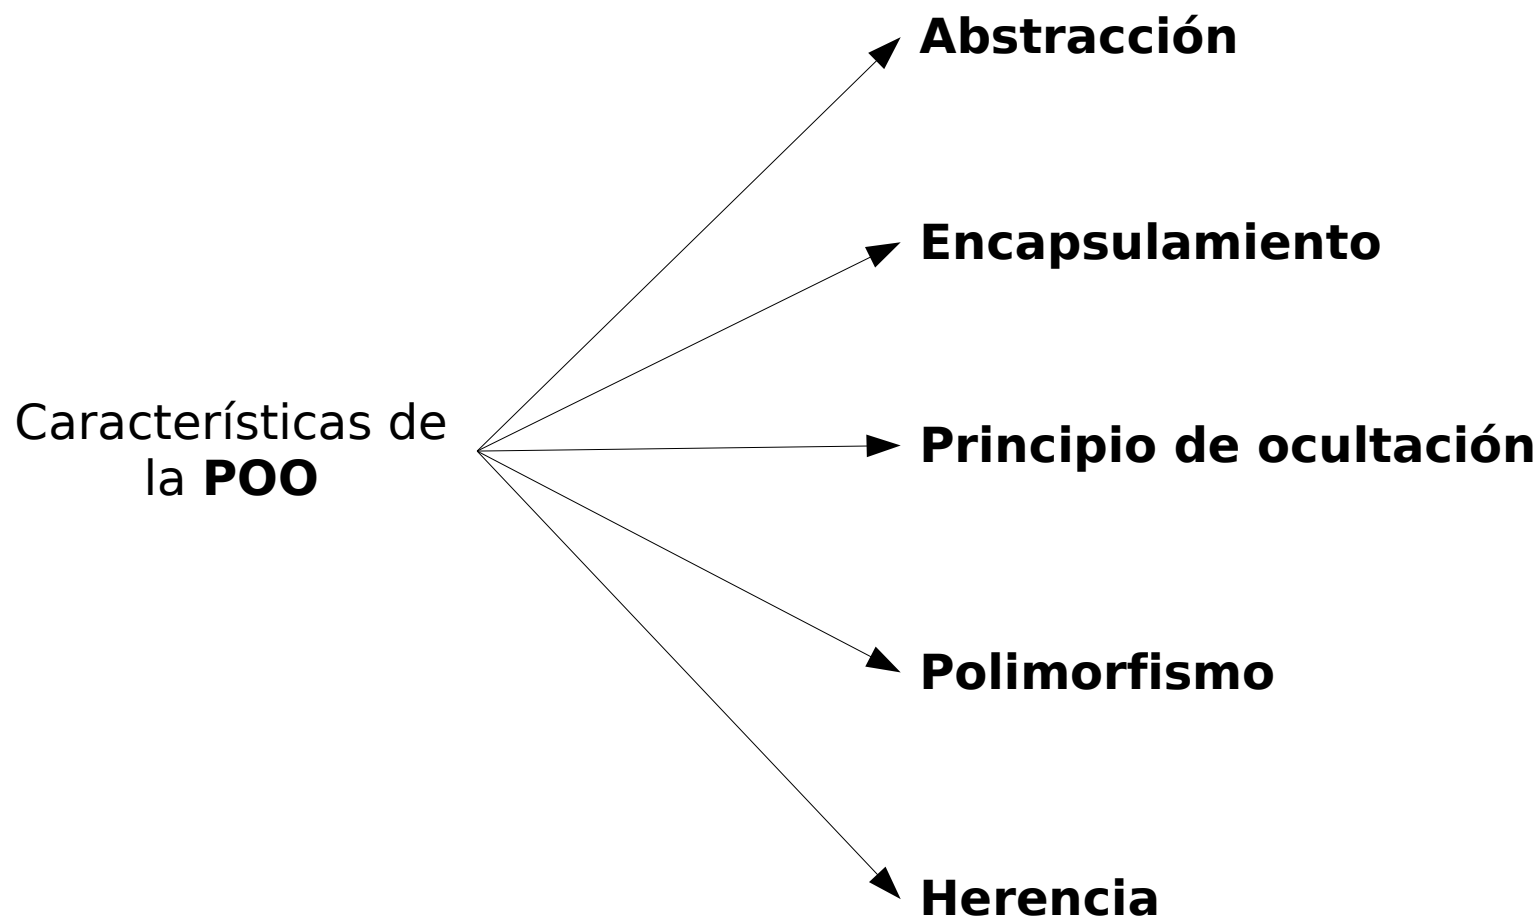 Características de
la POO
Abstracción
Encapsulamiento
Principio de ocultación
Polimorfismo
Herencia